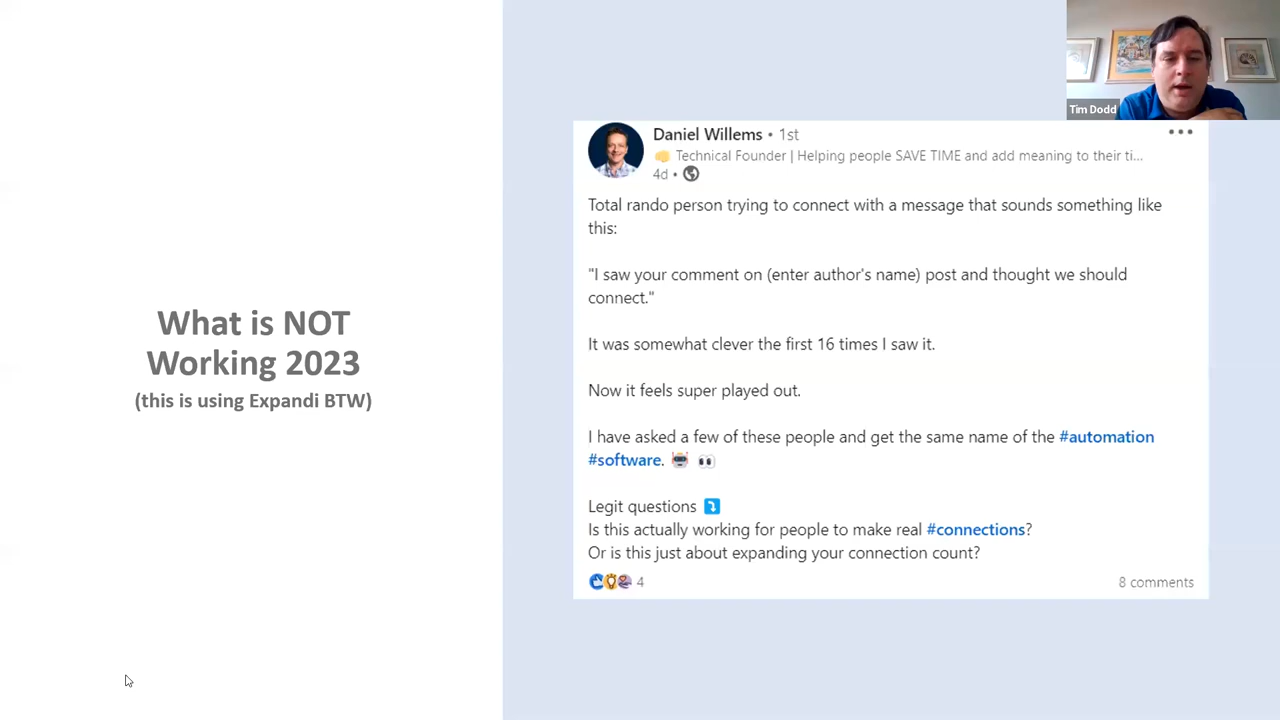 What is NOT
Working 2023
(this is using Expandi BTW)
Tim Dodd
Daniel Willems • 1st
Technical Founder | Helping people SAVE TIME and add meaning to their ti...
4d •
Total rando person trying to connect with a message that sounds something like
this:
"I saw your comment on (enter author's name) post and thought we should
connect."
It was somewhat clever the first 16 times I saw it.
Now it feels super played out.
I have asked a few of these people and get the same name of the #automation
#software.
Legit questions
Is this actually working for people to make real #connections?
Or is this just about expanding your connection count?
4
8 comments